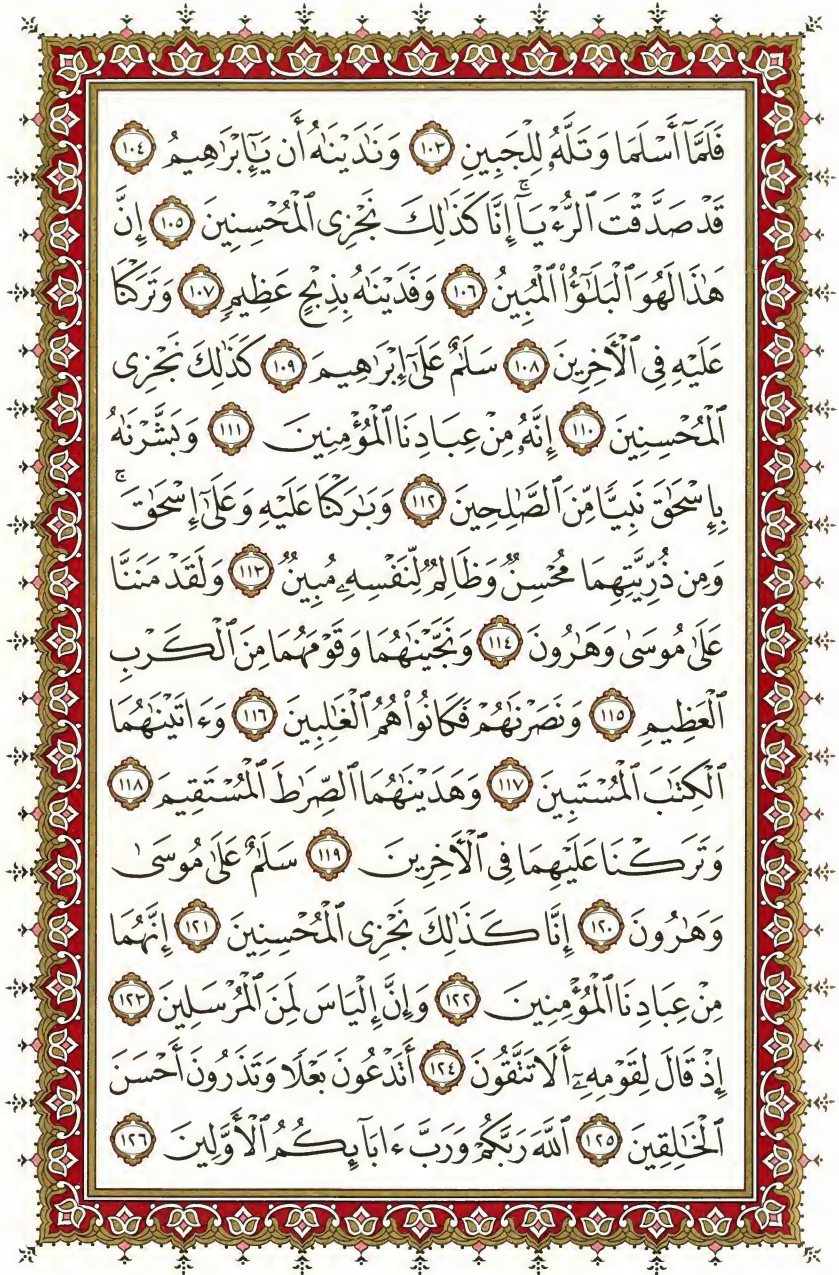 فَلَمَّآ أَسْلَمَا وَتَلَّهُۥ لِلْجَبِينِ ١٠٣ وَنَٰدَيْنَٰهُ أَن يَٰٓإِبْرَٰهِيمُ ١٠٤
قَدْ صَدَّقْتَ ٱلرُّءْيَآ ۚ إِنَّا كَذَٰلِكَ نَجْزِى ٱلْمُحْسِنِينَ ١٠٥ إِنَّ
هَٰذَا لَهُوَ ٱلْبَلَٰٓؤُا۟ ٱلْمُبِينُ ١٠٦ وَفَدَيْنَٰهُ بِذِبْحٍ عَظِيمٍ ١٠٧ وَتَرَكْنَا
عَلَيْهِ فِى ٱلْأَخِرِينَ ١٠٨ سَلَٰمٌ عَلَىٰٓ إِبْرَٰهِيمَ ١٠٩ كَذَٰلِكَ نَجْزِى
ٱلْمُحْسِنِينَ ١١٠ إِنَّهُۥ مِنْ عِبَادِنَا ٱلْمُؤْمِنِينَ ١١١ وَبَشَّرْنَٰهُ
بِإِسْحَٰقَ نَبِيًّا مِّنَ ٱلصَّٰلِحِينَ ١١٢ وَبَٰرَكْنَا عَلَيْهِ وَعَلَىٰٓ إِسْحَٰقَ ۚ
وَمِن ذُرِّيَّتِهِمَا مُحْسِنٌ وَظَالِمٌ لِّنَفْسِهِۦ مُبِينٌ ١١٣ وَلَقَدْ مَنَنَّا
عَلَىٰ مُوسَىٰ وَهَٰرُونَ ١١٤ وَنَجَّيْنَٰهُمَا وَقَوْمَهُمَا مِنَ ٱلْكَرْبِ
ٱلْعَظِيمِ ١١٥ وَنَصَرْنَٰهُمْ فَكَانُوا۟ هُمُ ٱلْغَٰلِبِينَ ١١٦ وَءَاتَيْنَٰهُمَا
ٱلْكِتَٰبَ ٱلْمُسْتَبِينَ ١١٧ وَهَدَيْنَٰهُمَا ٱلصِّرَٰطَ ٱلْمُسْتَقِيمَ ١١٨
وَتَرَكْنَا عَلَيْهِمَا فِى ٱلْأَخِرِينَ ١١٩ سَلَٰمٌ عَلَىٰ مُوسَىٰ
وَهَٰرُونَ ١٢٠ إِنَّا كَذَٰلِكَ نَجْزِى ٱلْمُحْسِنِينَ ١٢١ إِنَّهُمَا
مِنْ عِبَادِنَا ٱلْمُؤْمِنِينَ ١٢٢ وَإِنَّ إِلْيَاسَ لَمِنَ ٱلْمُرْسَلِينَ ١٢٣
إِذْ قَالَ لِقَوْمِهِۦٓ أَلَا تَتَّقُونَ ١٢٤ أَتَدْعُونَ بَعْلًا وَتَذَرُونَ أَحْسَنَ
ٱلْخَٰلِقِينَ ١٢٥ ٱللَّهَ رَبَّكُمْ وَرَبَّ ءَابَآئِكُمُ ٱلْأَوَّلِينَ ١٢٦